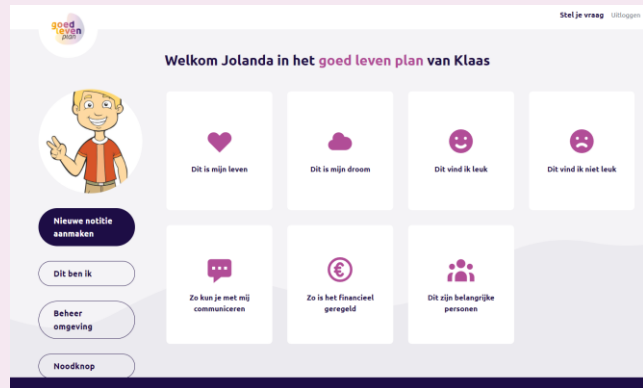 goed
leven
plan
Stel je vraag Uitloggen
Welkom Jolanda in het goed leven plan van Klaas
Dit is mijn leven
Dit is mijn droom
Dit vind ik leuk
Dit vind ik niet leuk
Nieuwe notitie
aanmaken
Dit ben ik
Beheer
omgeving
Noodknop
Zo kun je met mij
communiceren
Zo is het financieel
geregeld
Dit zijn belangrijke
personen